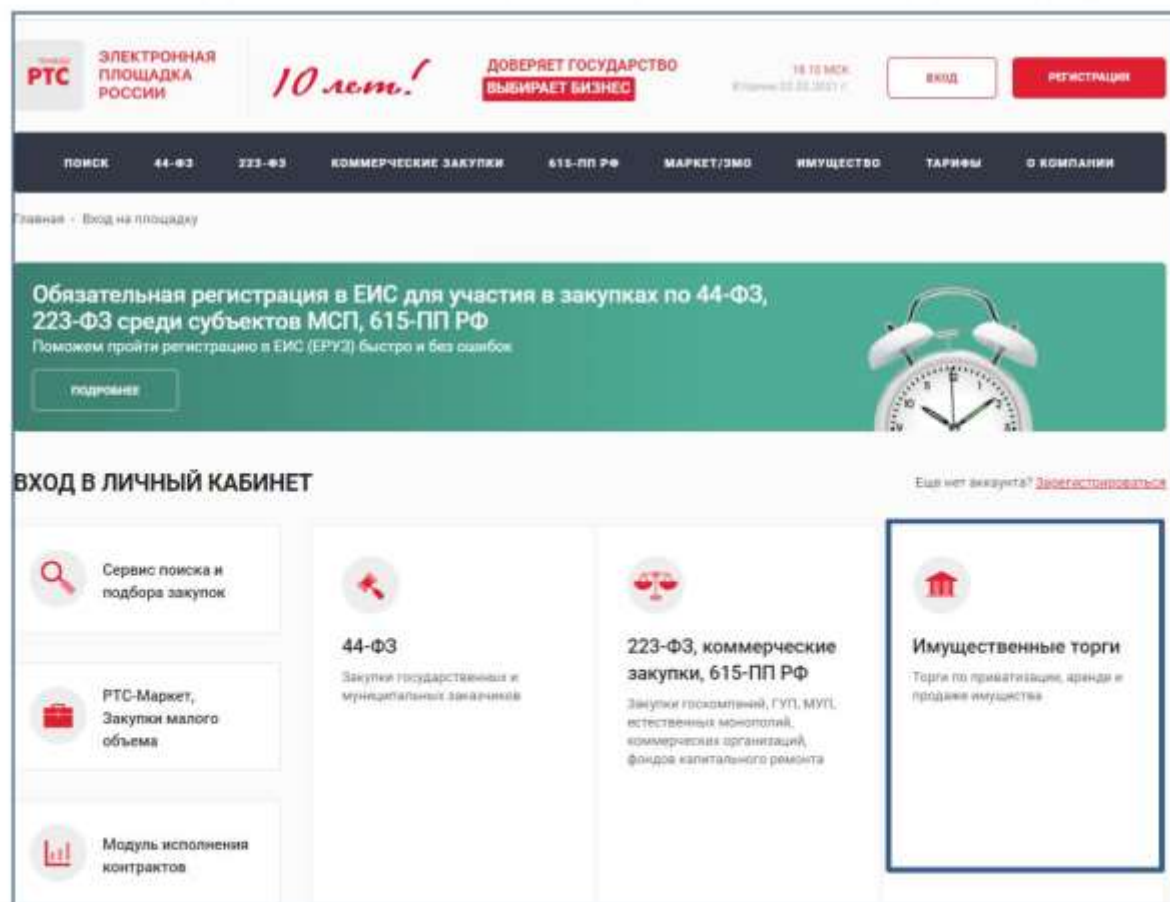 РТС
ЭЛЕКТРОННАЯ
ПЛОЩАДКА
РОССИИ
10 лет!
ДОВЕРЯЕТ ГОСУДАРСТВО
ВЫБИРАЕТ БИЗНЕС
ВХОД
РЕГИСТРАЦИЯ
ПОИСК 44-ФЗ 223-ФЗ КОММЕРЧЕСКИЕ ЗАКУПКИ 615-ПП РФ МАРКЕТ/ЗМО ИМУЩЕСТВО ТАРИФЫ О КОМПАНИИ
Главная - Вход на площадку
Обязательная регистрация в ЕИС для участия в закупках по 44-ФЗ,
223-ФЗ среди субъектов МСП, 615-ПП РФ
Поможем пройти регистрацию в ЕИС (ЕРУЗ) быстро и без ошибок
ПОДРОБНЕЕ
ВХОД В ЛИЧНЫЙ КАБИНЕТ
Еще нет аккаунта? Зарегистрироваться
Сервис поиска и
подбора закупок
РТС-Маркет,
Закупки малого
объема
Модуль исполнения
контрактов
44-ФЗ
Закупки государственных и
муниципальных заказчиков
223-ФЗ, коммерческие
закупки, 615-ПП РФ
Закупки госкомпаний, ГУП, МУП,
естественных монополий,
коммерческих организаций,
фондов капитального ремонта
Имущественные торги
Торги по приватизации, аренде и
продаже имущества